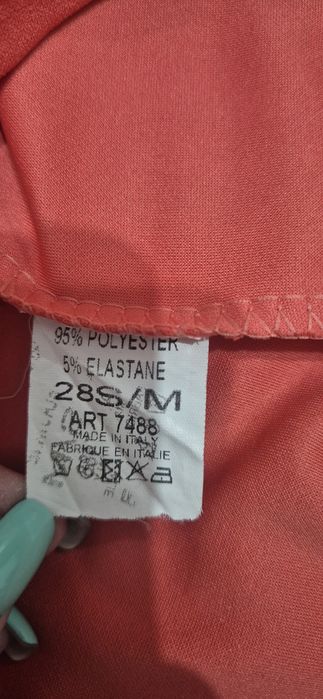 95% POLYESTER
5% ELASTANE
28S/M
ART 7488
MADE IN ITALY
FABRIQUE EN ITALIE